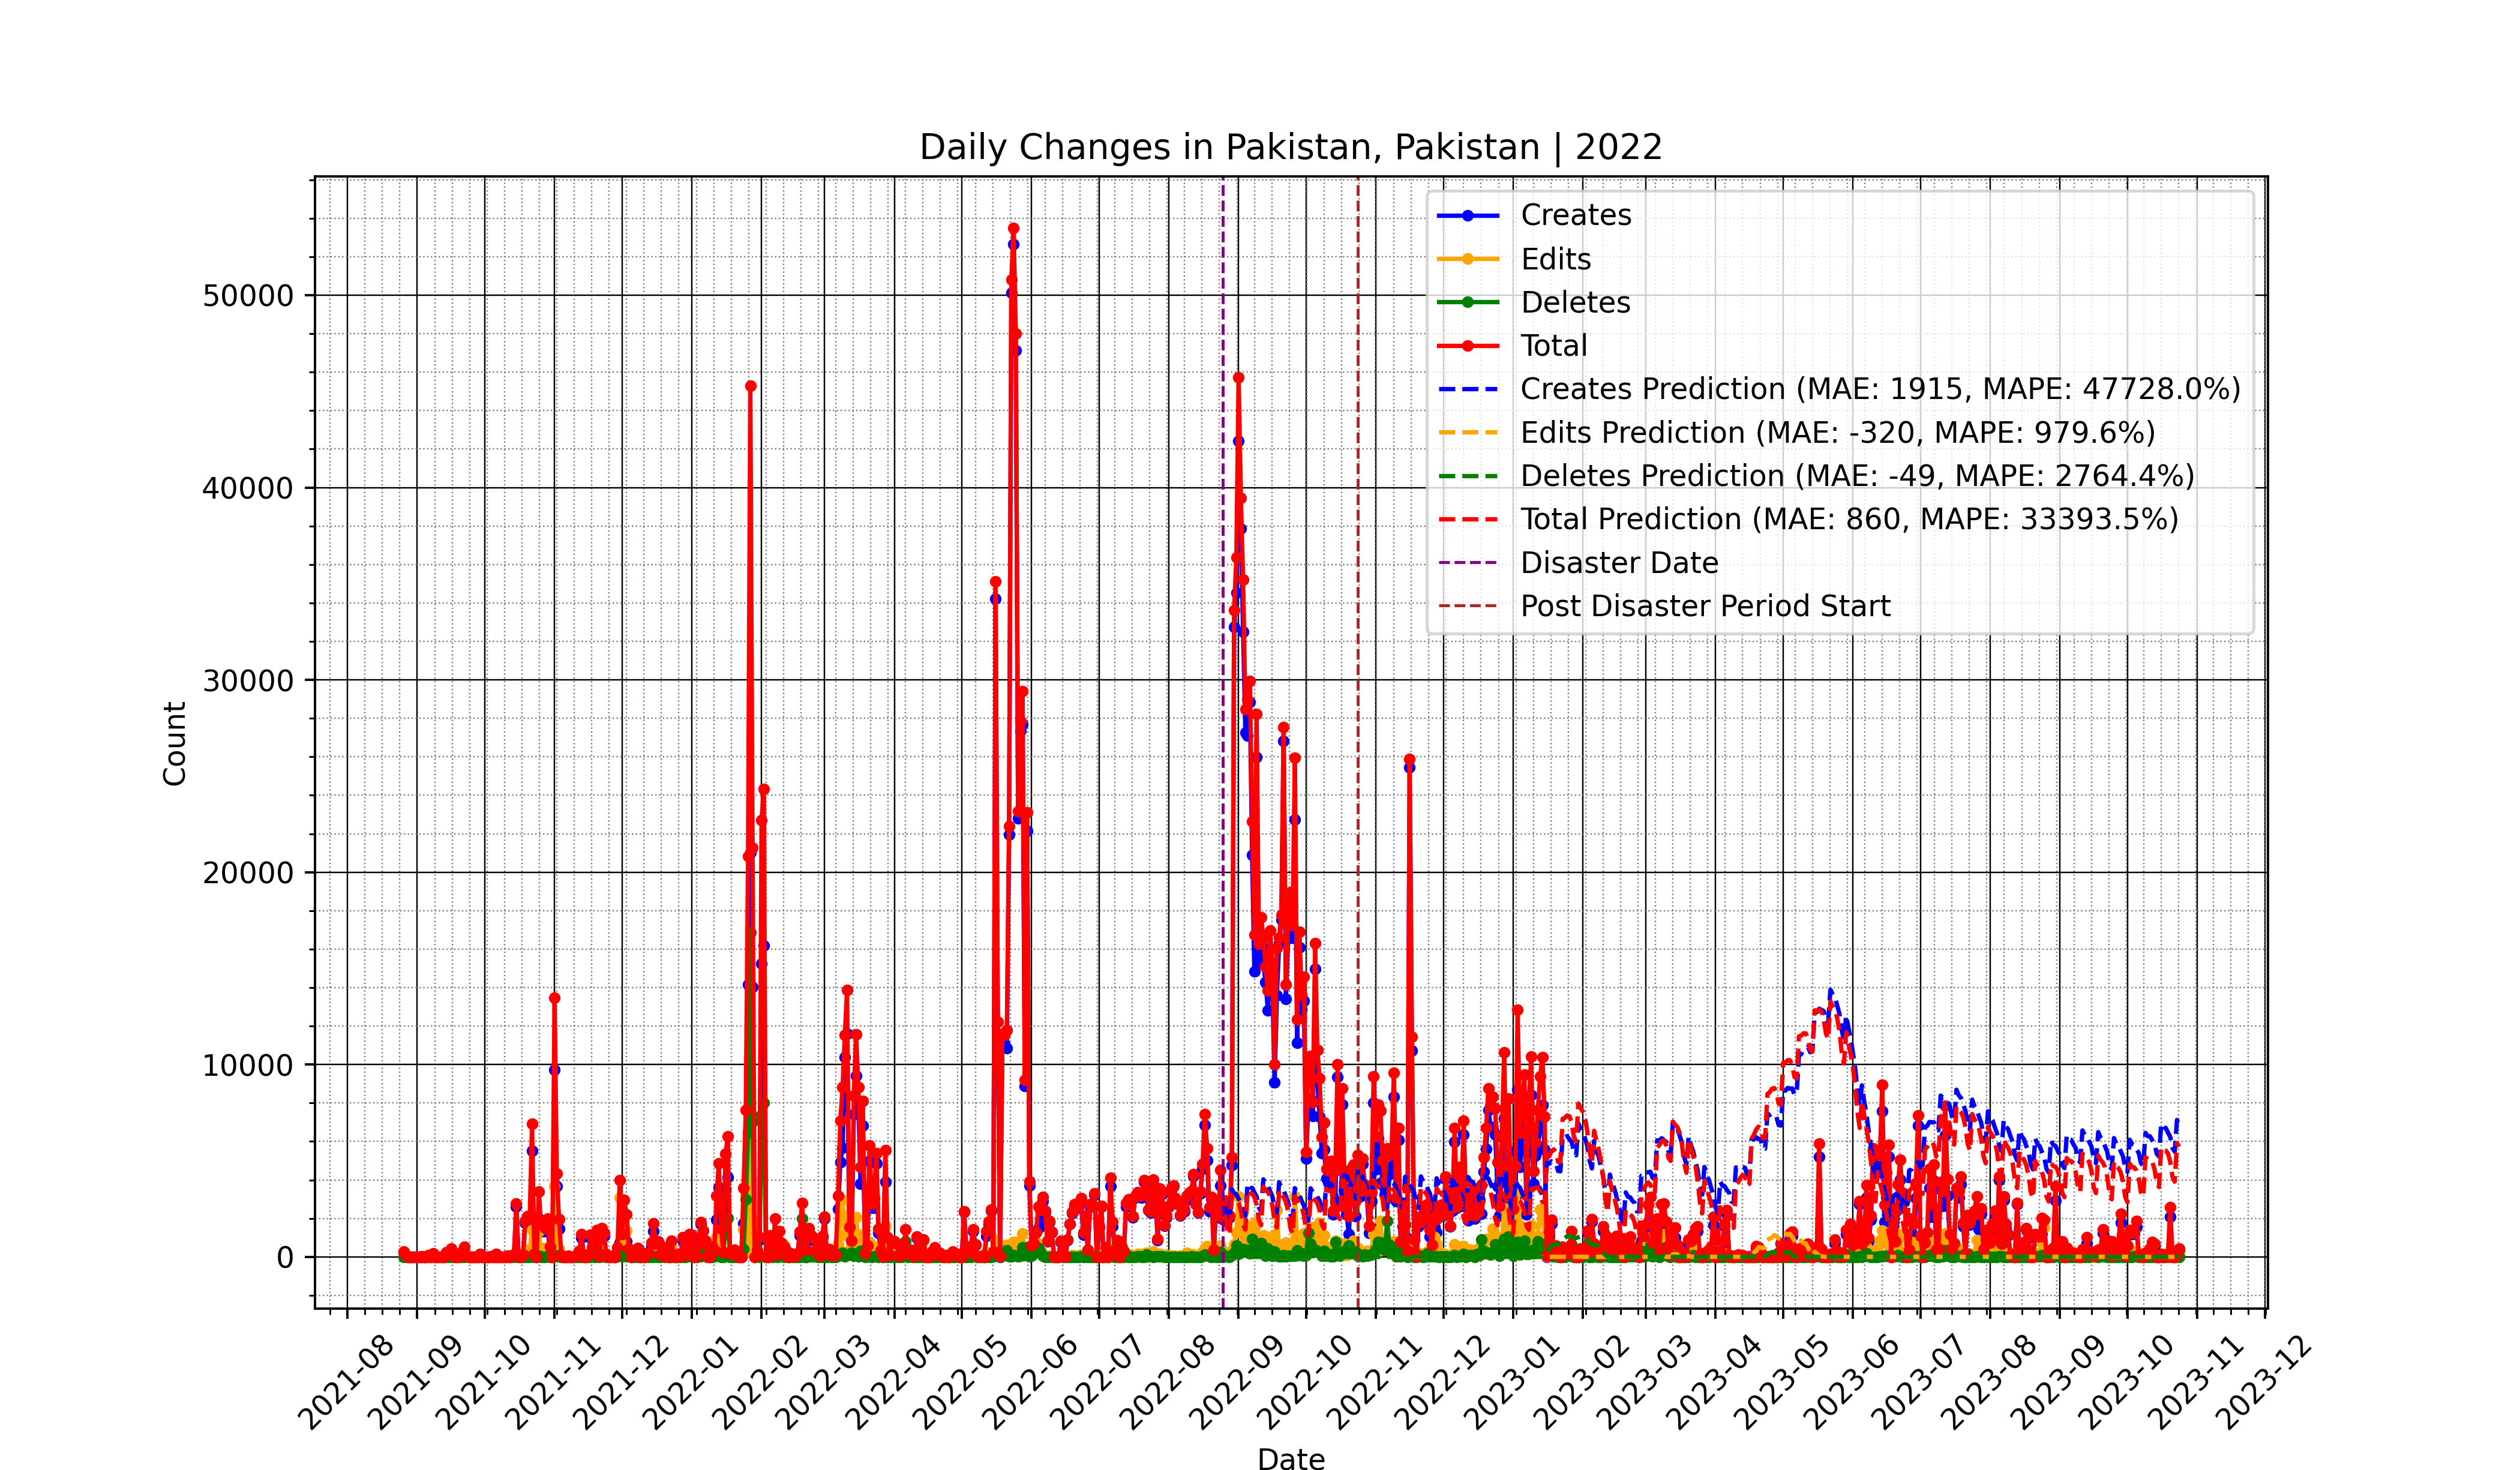 Daily Changes in Pakistan, Pakistan | 2022
Creates
Edits
Deletes
Total
Creates Prediction (MAE: 1915, MAPE: 47728.0%)
Edits Prediction (MAE: -320, MAPE: 979.6%)
Deletes Prediction (MAE: -49, MAPE: 2764.4%)
Total Prediction (MAE: 860, MAPE: 33393.5%)
Disaster Date
Post Disaster Period Start
Count
50000
40000
30000
20000
10000
0
2021-08
2021-09
2021-10
2021-11
2021-12
2022-01
2022-02
2022-03
2022-04
2022-05
2022-06
2022-07
2022-08
2022-09
2022-10
2022-11
2022-12
2023-01
2023-02
2023-03
2023-04
2023-05
2023-06
2023-07
2023-08
2023-09
2023-10
2023-11
2023-12
Date